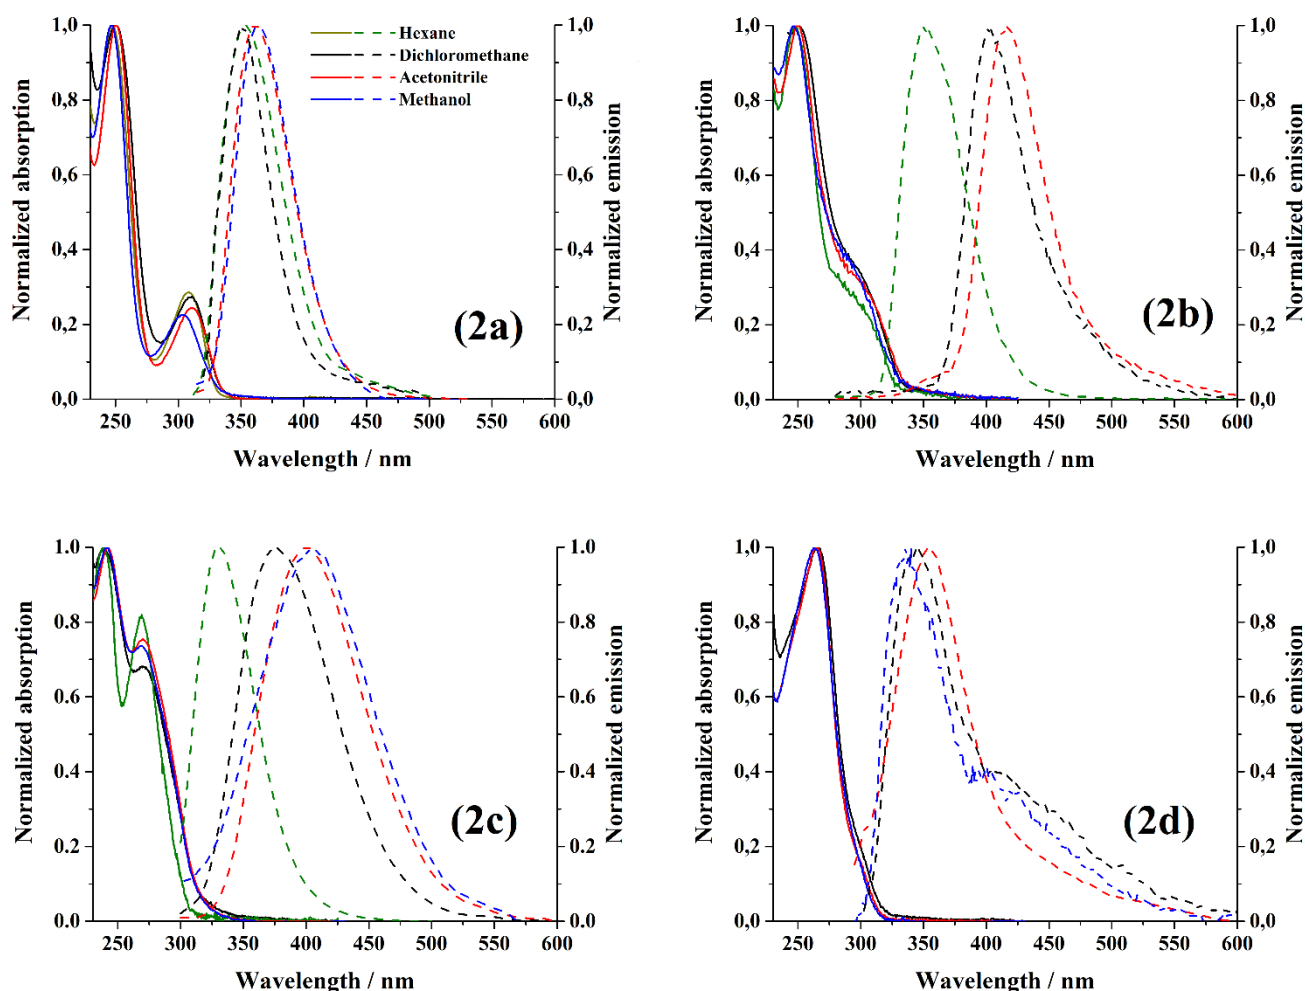 1,0
0,8
0,6
0,4
0,2
0,0
Normalized absorption
250 300 350 400 450 500 550 600
Wavelength / nm
1,0
0,8
0,6
0,4
0,2
0,0
Normalized emission
Hexane
Dichloromethane
Acetonitrile
Methanol
(2a)
1,0
0,8
0,6
0,4
0,2
0,0
Normalized absorption
250 300 350 400 450 500 550 600
Wavelength / nm
1,0
0,8
0,6
0,4
0,2
0,0
Normalized emission
(2b)
1.0
0.8
0.6
0.4
0.2
0.0
Normalized absorption
250 300 350 400 450 500 550 600
Wavelength / nm
1.0
0.8
0.6
0.4
0.2
0.0
Normalized emission
(2c)
1,0
0,8
0,6
0,4
0,2
0,0
Normalized absorption
250 300 350 400 450 500 550 600
Wavelength / nm
1,0
0,8
0,6
0,4
0,2
0,0
Normalized emission
(2d)